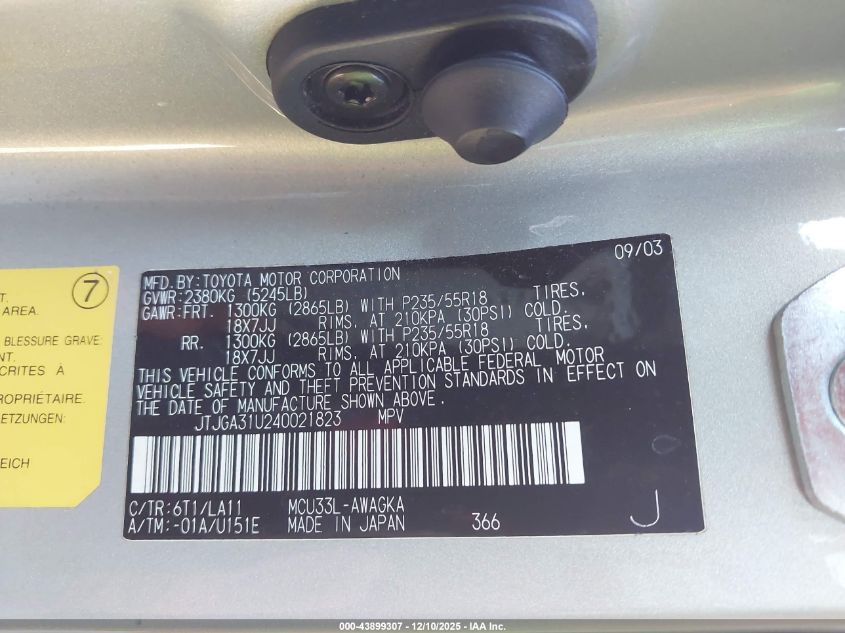 7
T.
AREA.
BLESSURE GRAVE:
ENT.
CRITES À
PROPRIÉTAIRE.
ETZUNGEN:
EREICH
09/03
MFD.BY:TOYOTA MOTOR CORPORATION
GVWR:2380KG (5245LB)
GAWR:FRT. 1300KG (2865LB) WITH P235/55R18 TIRES,
18X7JJ RIMS, AT 210KPA (30PSI) COLD.
RR. 1300KG (2865LB) WITH P235/55R18 TIRES,
18X7JJ RIMS, AT 210KPA (30PSI) COLD.
THIS VEHICLE CONFORMS TO ALL APPLICABLE FEDERAL MOTOR
VEHICLE SAFETY AND THEFT PREVENTION STANDARDS IN EFFECT ON
THE DATE OF MANUFACTURE SHOWN ABOVE.
JTJGA31U240021823 MPV
C/TR:6T1/LA11 MCU33L-AWAGKA
A/TM:-01A/U151E MADE IN JAPAN 366 J
000-43899307 - 12/10/2025 - IAA Inc.